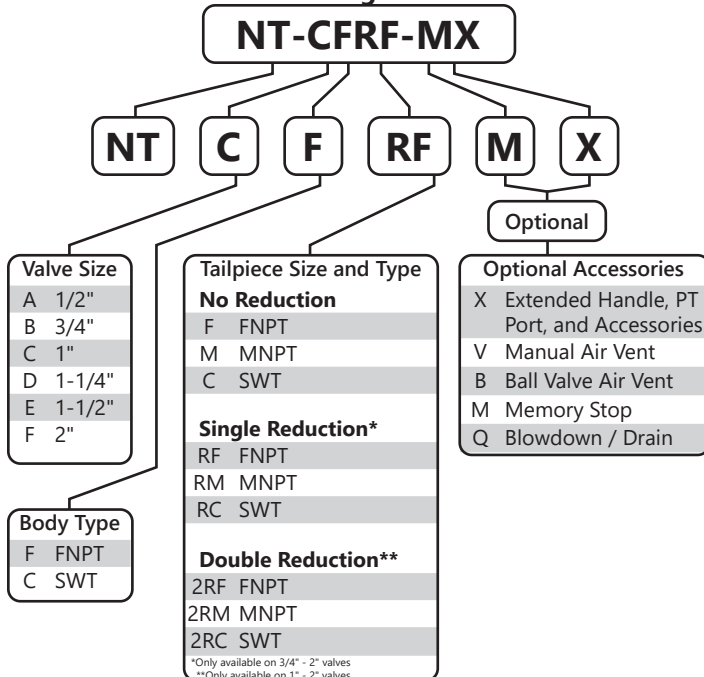 NT-CFRF-MX
NT C F RF M X
Optional
Valve Size
A 1/2"
B 3/4"
C 1"
D 1-1/4"
E 1-1/2"
F 2"
Body Type
F FNPT
C SWT
Tailpiece Size and Type
No Reduction
F FNPT
M MNPT
C SWT
Single Reduction*
RF FNPT
RM MNPT
RC SWT
Double Reduction**
2RF FNPT
2RM MNPT
2RC SWT
*Only available on 3/4" - 2" valves
**Only available on 1" - 2" valves
Optional Accessories
X Extended Handle, PT
Port, and Accessories
V Manual Air Vent
B Ball Valve Air Vent
M Memory Stop
Q Blowdown / Drain